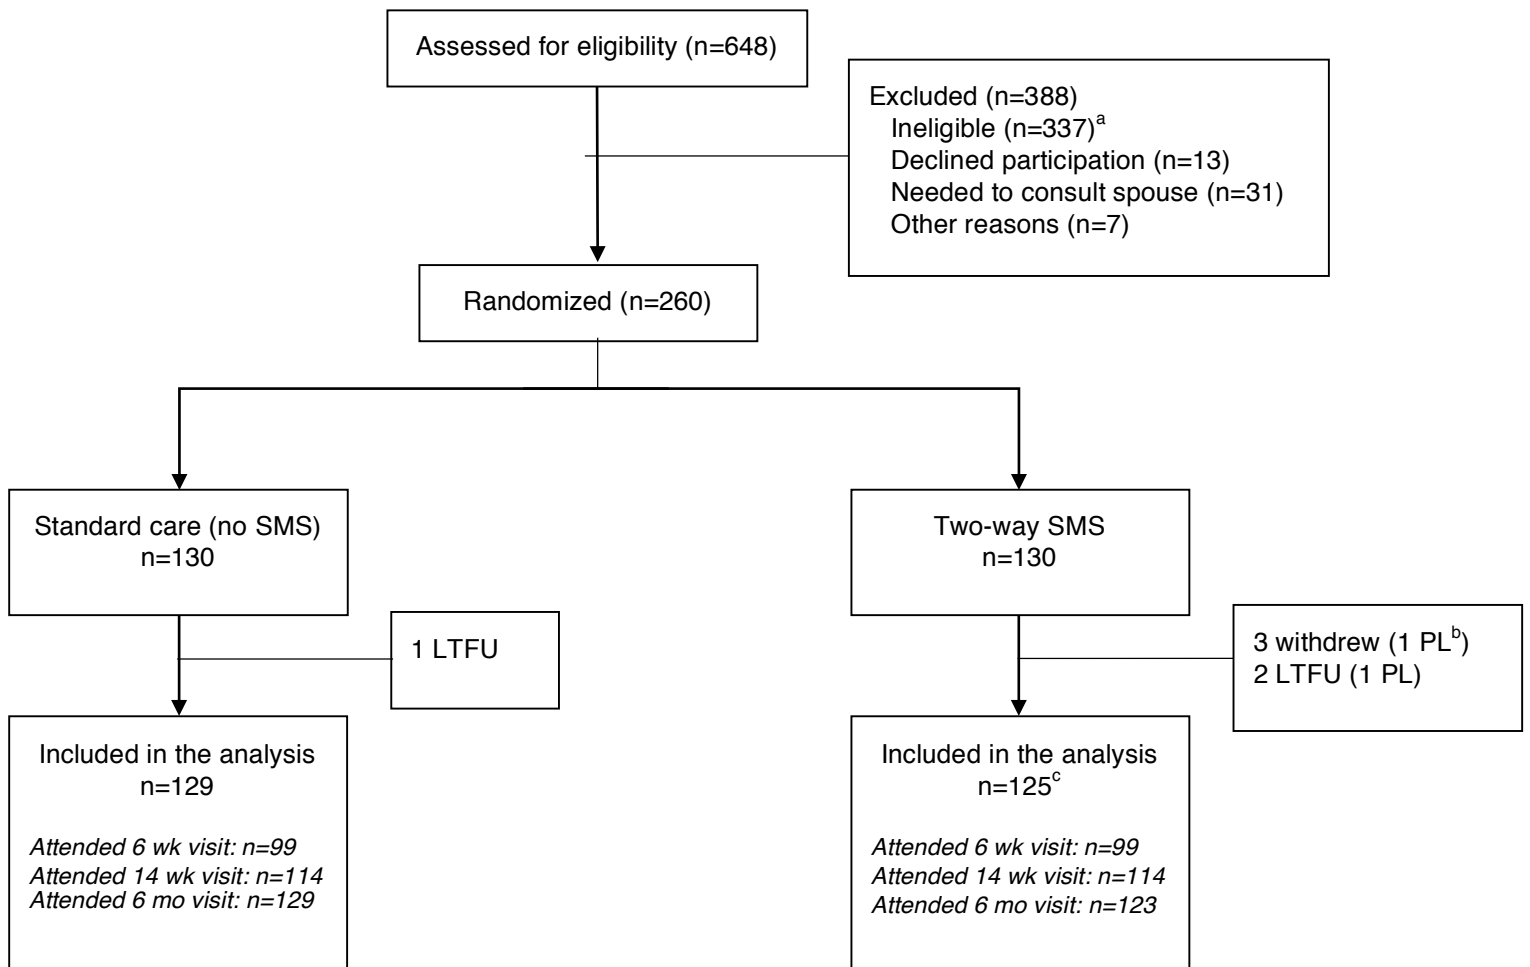 Assessed for eligibility (n=648)
Excluded (n=388)
Ineligible (n=337)a
Declined participation (n=13)
Needed to consult spouse (n=31)
Other reasons (n=7)
Randomized (n=260)
Standard care (no SMS)
n=130
Two-way SMS
n=130
1 LTFU
3 withdrew (1 PLb)
2 LTFU (1 PL)
Included in the analysis
n=129
Attended 6 wk visit: n=99
Attended 14 wk visit: n=114
Attended 6 mo visit: n=129
Included in the analysis
n=125c
Attended 6 wk visit: n=99
Attended 14 wk visit: n=114
Attended 6 mo visit: n=123